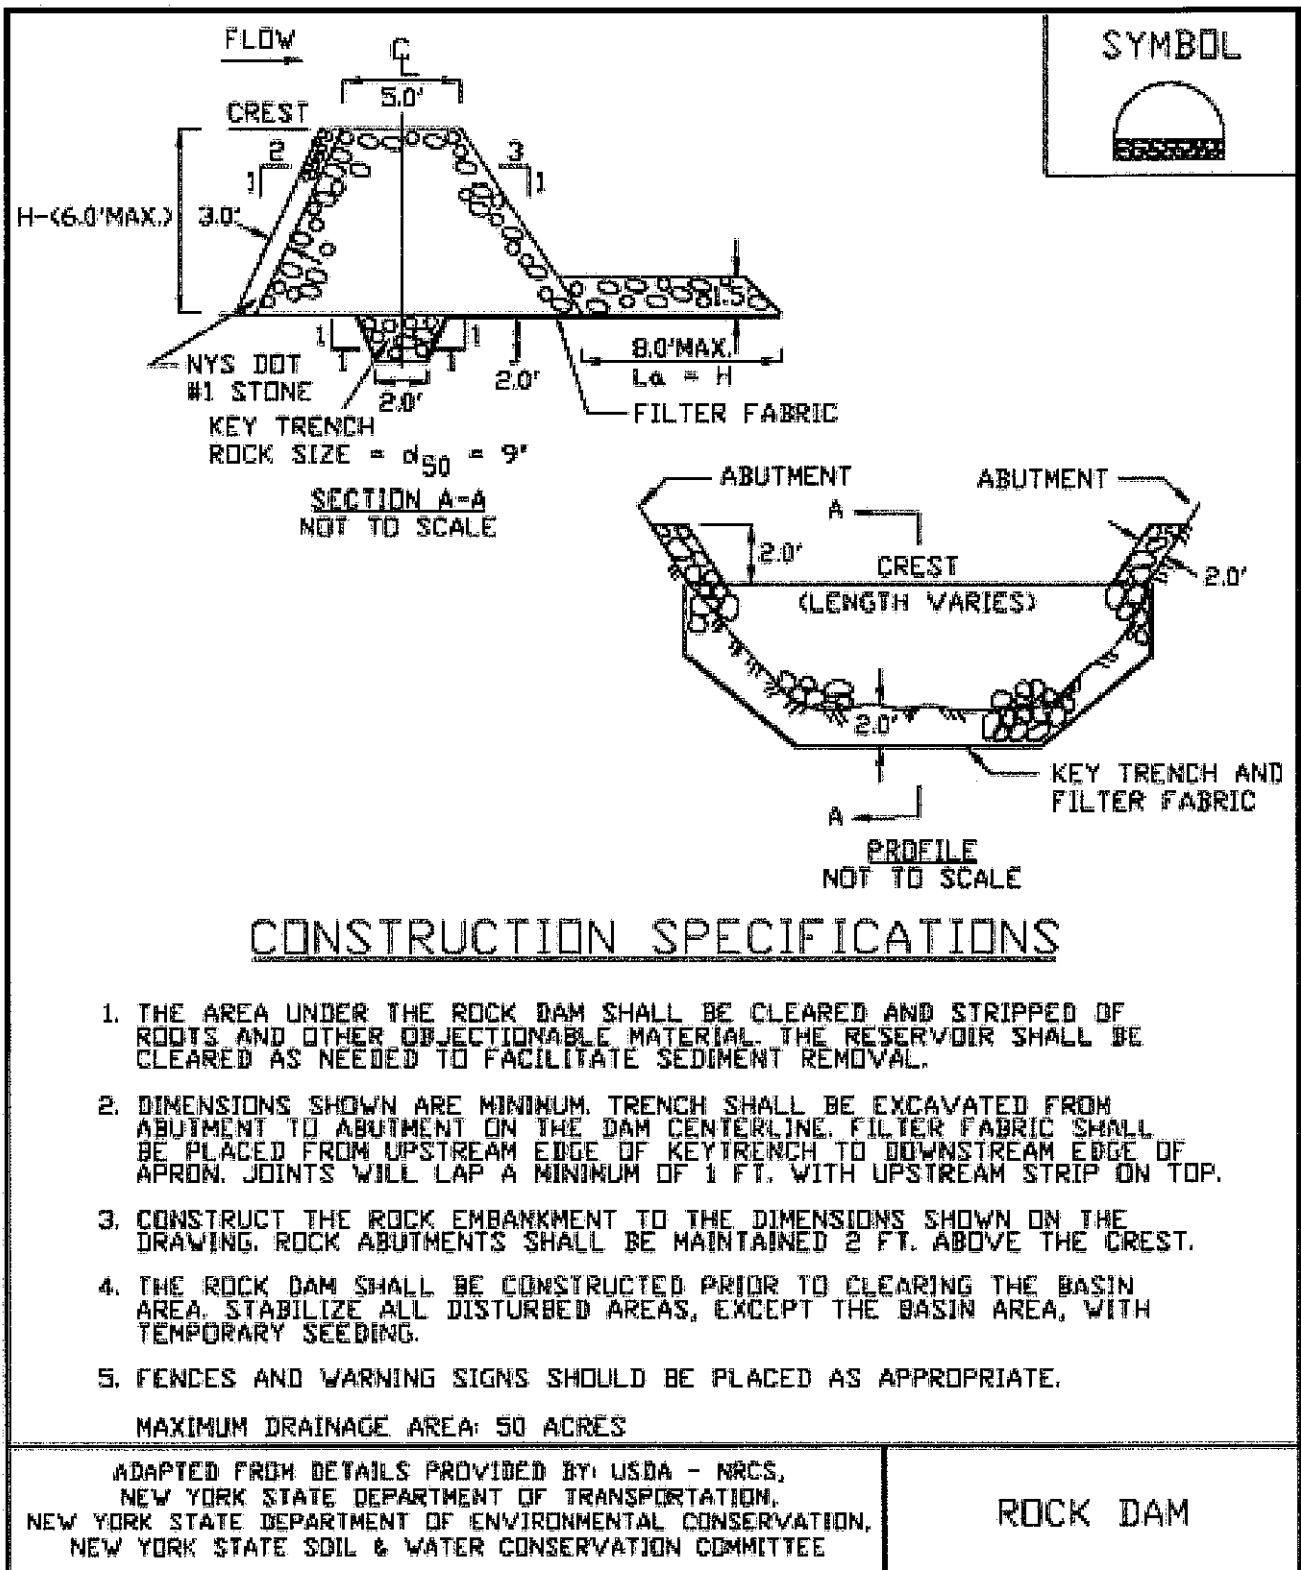 FLOW
SYMBOL
C
L
5.0'
CREST
2
1
3
1
H-(6.0'MAX.)
3.0'
1.5
1
1
1
1
2.0'
2.0'
8.0'MAX.
La = H
NYS DOT
#1 STONE
FILTER FABRIC
KEY TRENCH
ROCK SIZE = d50 = 9"
SECTION A-A
NOT TO SCALE
ABUTMENT
ABUTMENT
A
2.0'
CREST
(LENGTH VARIES)
2.0'
2.0'
KEY TRENCH AND
FILTER FABRIC
A
PROFILE
NOT TO SCALE
CONSTRUCTION SPECIFICATIONS
1. THE AREA UNDER THE ROCK DAM SHALL BE CLEARED AND STRIPPED OF
ROOTS AND OTHER OBJECTIONABLE MATERIAL. THE RESERVOIR SHALL BE
CLEARED AS NEEDED TO FACILITATE SEDIMENT REMOVAL.
2. DIMENSIONS SHOWN ARE MINIMUM. TRENCH SHALL BE EXCAVATED FROM
ABUTMENT TO ABUTMENT ON THE DAM CENTERLINE. FILTER FABRIC SHALL
BE PLACED FROM UPSTREAM EDGE OF KEYTRENCH TO DOWNSTREAM EDGE OF
APRON. JOINTS WILL LAP A MINIMUM OF 1 FT. WITH UPSTREAM STRIP ON TOP.
3. CONSTRUCT THE ROCK EMBANKMENT TO THE DIMENSIONS SHOWN ON THE
DRAWING. ROCK ABUTMENTS SHALL BE MAINTAINED 2 FT. ABOVE THE CREST.
4. THE ROCK DAM SHALL BE CONSTRUCTED PRIOR TO CLEARING THE BASIN
AREA. STABILIZE ALL DISTURBED AREAS, EXCEPT THE BASIN AREA, WITH
TEMPORARY SEEDING.
5. FENCES AND WARNING SIGNS SHOULD BE PLACED AS APPROPRIATE.
MAXIMUM DRAINAGE AREA: 50 ACRES
ADAPTED FROM DETAILS PROVIDED BY: USDA - NRCS,
NEW YORK STATE DEPARTMENT OF TRANSPORTATION,
NEW YORK STATE DEPARTMENT OF ENVIRONMENTAL CONSERVATION,
NEW YORK STATE SOIL & WATER CONSERVATION COMMITTEE
ROCK DAM